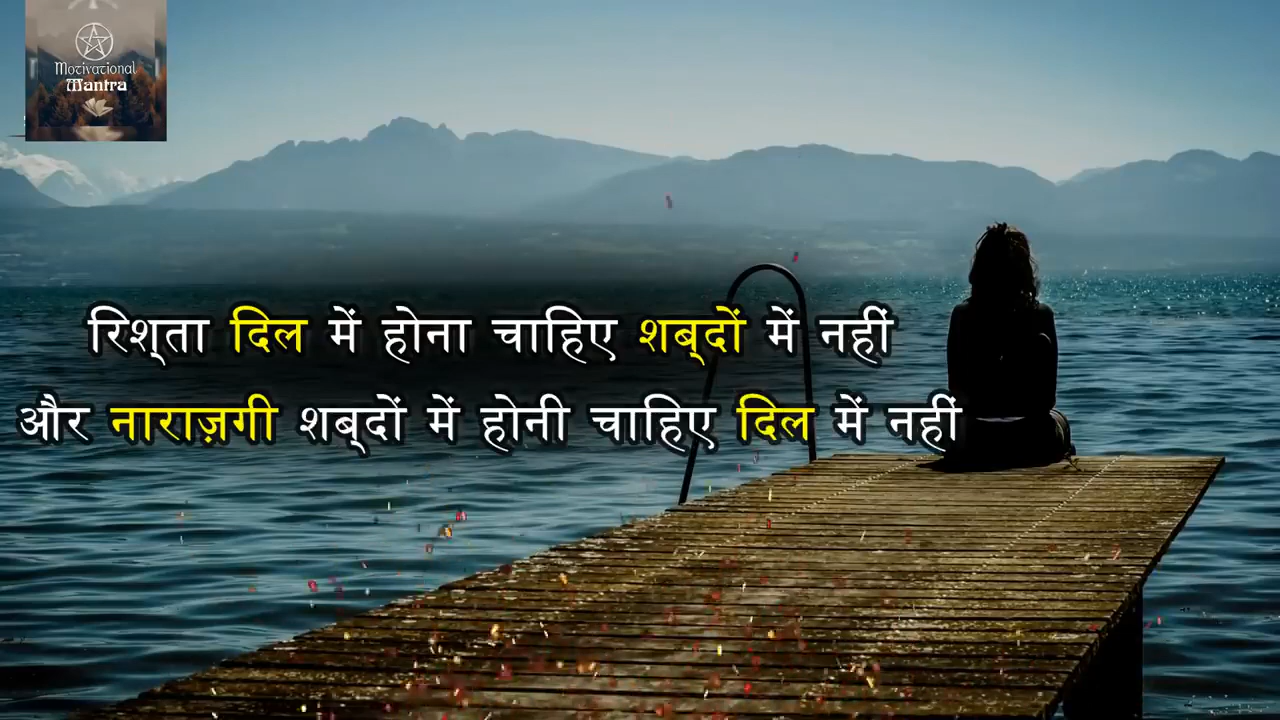 Motivational
Mantra
रिश्ता दिल में होना चाहिए शब्दों में नहीं
और नाराज़गी शब्दों में होनी चाहिए दिल में नहीं